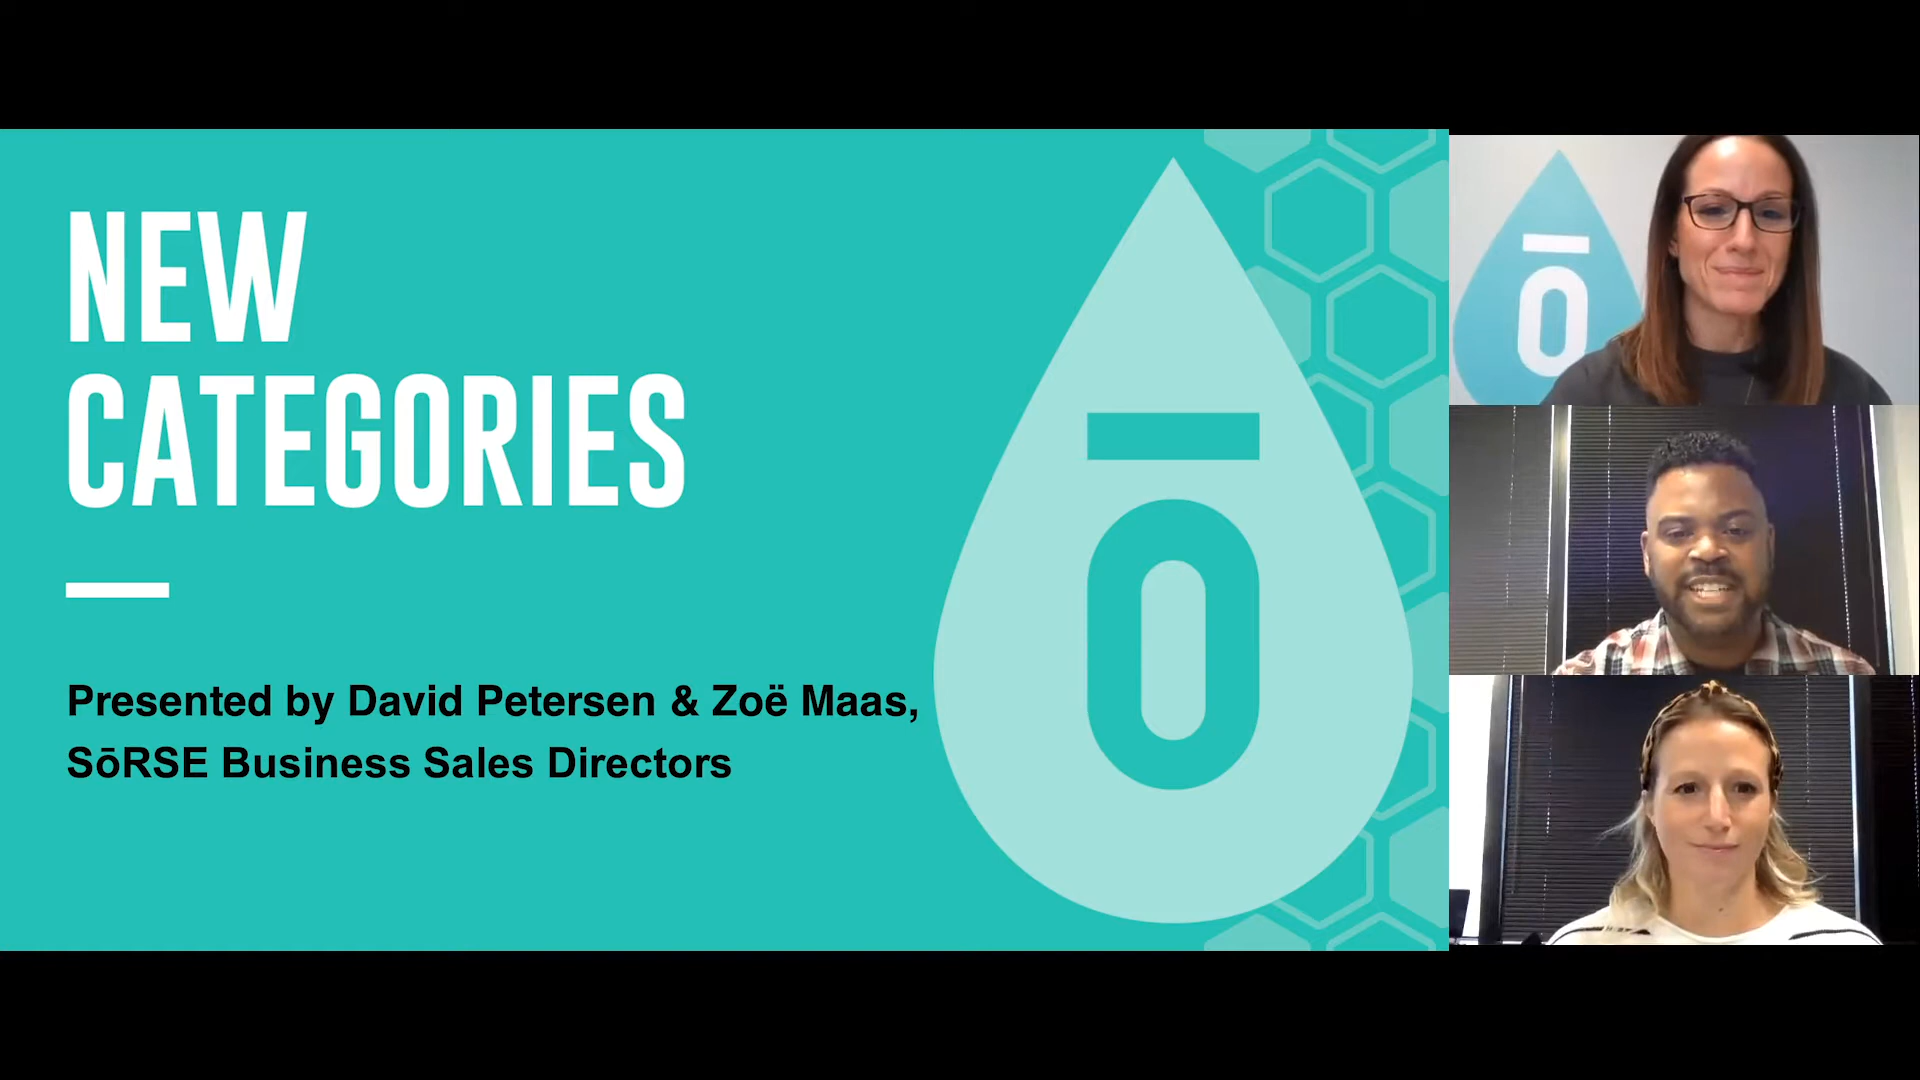 NEW
CATEGORIES
ō
Presented by David Petersen & Zoë Maas,
SōRSE Business Sales Directors
ō